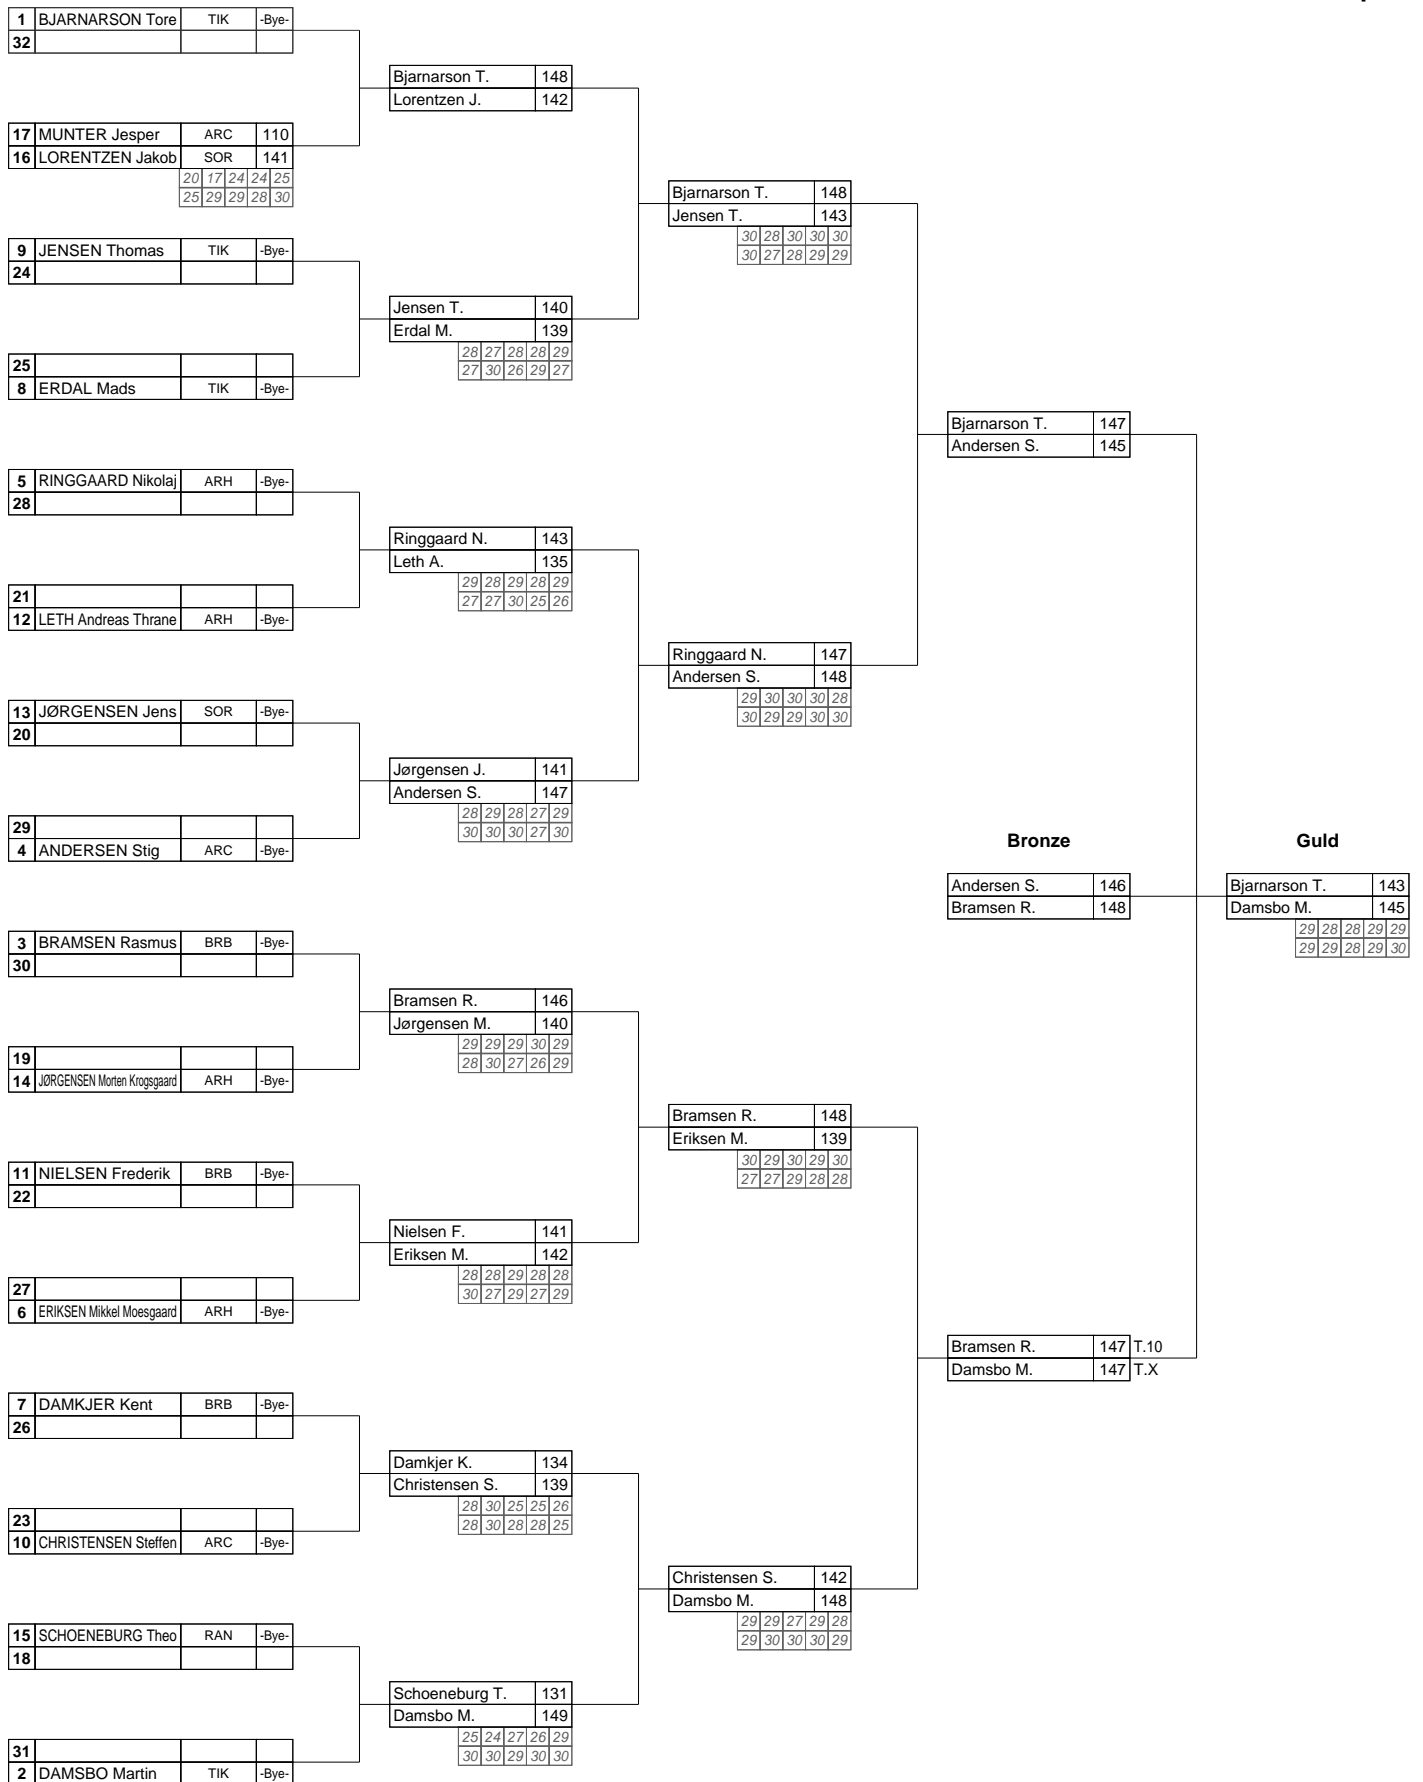 1 BJARNARSON Tore TIK -Bye-
32
Bjarnarson T. 148
Lorentzen J. 142
17 MUNTER Jesper ARC 110
16 LORENTZEN Jakob SOR 141
20 17 24 24 25
25 29 29 28 30
Bjarnarson T. 148
Jensen T. 143
30 28 30 30 30
30 27 28 29 29
9 JENSEN Thomas TIK -Bye-
24
Jensen T. 140
Erdal M. 139
28 27 28 28 29
27 30 26 29 27
25
8 ERDAL Mads TIK -Bye-
Bjarnarson T. 147
Andersen S. 145
5 RINGGAARD Nikolaj ARH -Bye-
28
Ringgaard N. 143
Leth A. 135
29 28 29 28 29
27 27 30 25 26
21
12 LETH Andreas Thrane ARH -Bye-
Ringgaard N. 147
Andersen S. 148
29 30 30 30 28
30 29 29 30 30
13 JØRGENSEN Jens SOR -Bye-
20
Jørgensen J. 141
Andersen S. 147
28 29 28 27 29
30 30 30 27 30
29
4 ANDERSEN Stig ARC -Bye-
Bronze Guld
Andersen S. 146
Bramsen R. 148
Bjarnarson T. 143
Damsbo M. 145
29 28 28 29 29
29 29 28 29 30
3 BRAMSEN Rasmus BRB -Bye-
30
Bramsen R. 146
Jørgensen M. 140
29 29 29 30 29
28 30 27 26 29
19
14 JØRGENSEN Morten Krogsgaard ARH -Bye-
Bramsen R. 148
Eriksen M. 139
30 29 30 29 30
27 27 29 28 28
11 NIELSEN Frederik BRB -Bye-
22
Nielsen F. 141
Eriksen M. 142
28 28 29 28 28
30 27 29 27 29
27
6 ERIKSEN Mikkel Moesgaard ARH -Bye-
Bramsen R. 147 T.10
Damsbo M. 147 T.X
7 DAMKJER Kent BRB -Bye-
26
Damkjer K. 134
Christensen S. 139
28 30 25 25 26
28 30 28 28 25
23
10 CHRISTENSEN Steffen ARC -Bye-
Christensen S. 142
Damsbo M. 148
29 29 27 29 28
29 30 30 30 29
15 SCHOENEBURG Theo RAN -Bye-
18
Schoeneburg T. 131
Damsbo M. 149
25 24 27 26 29
30 30 29 30 30
31
2 DAMSBO Martin TIK -Bye-